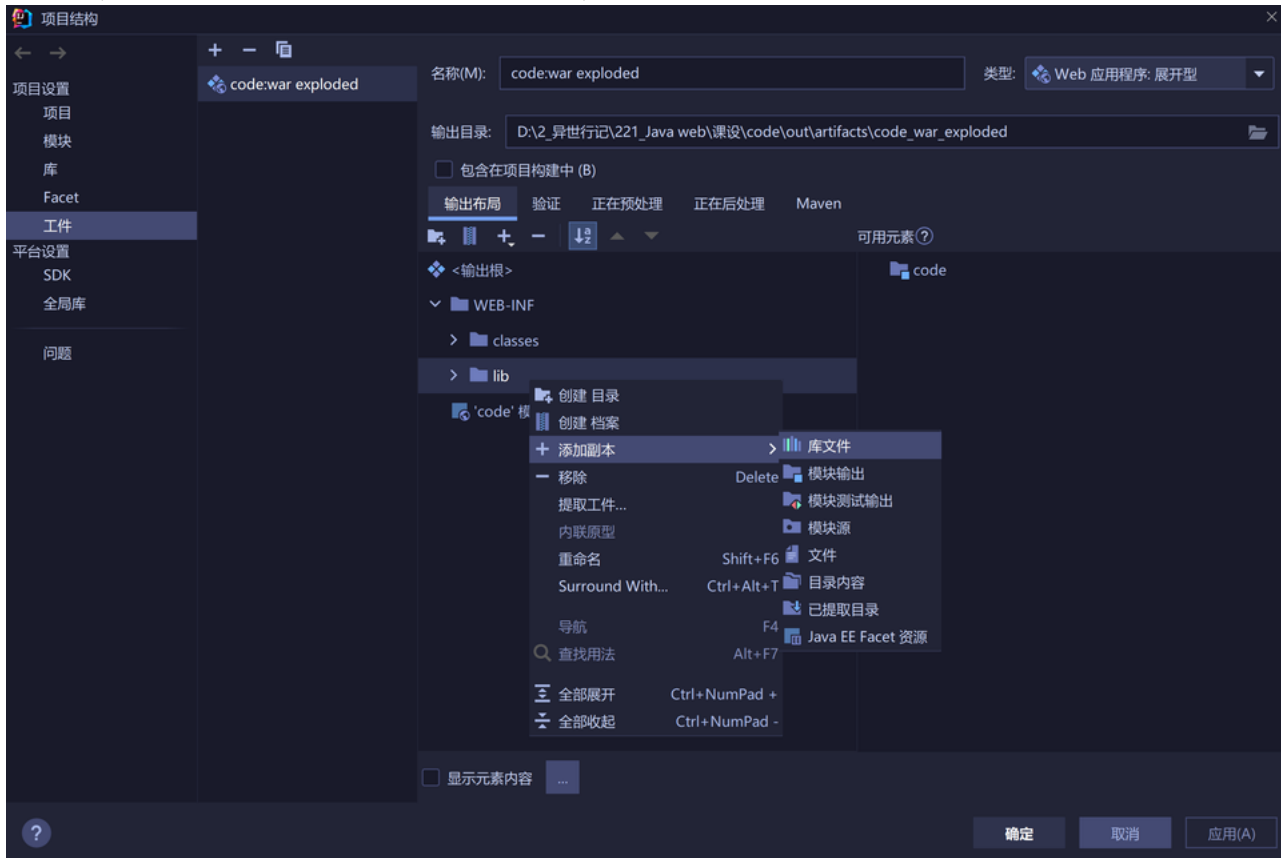 项目结构
项目设置
项目
模块
库
Facet
工件
平台设置
SDK
全局库
问题
code:war exploded
名称(M):
code:war exploded
类型:
Web 应用程序: 展开型
输出目录:
D:\2_异世行记\221_Java web\课设\code\out\artifacts\code_war_exploded
包含在项目构建中 (B)
输出布局
验证
正在预处理
正在后处理
Maven
可用元素?
<输出根>
WEB-INF
classes
lib
'code' 模
code
创建 目录
创建 档案
添加副本
移除 Delete
提取工件...
内联原型
重命名 Shift+F6
Surround With... Ctrl+Alt+T
导航 F4
查找用法 Alt+F7
全部展开 Ctrl+NumPad +
全部收起 Ctrl+NumPad -
库文件
模块输出
模块测试输出
模块源
文件
目录内容
已提取目录
Java EE Facet 资源
显示元素内容
...
?
确定
取消
应用(A)